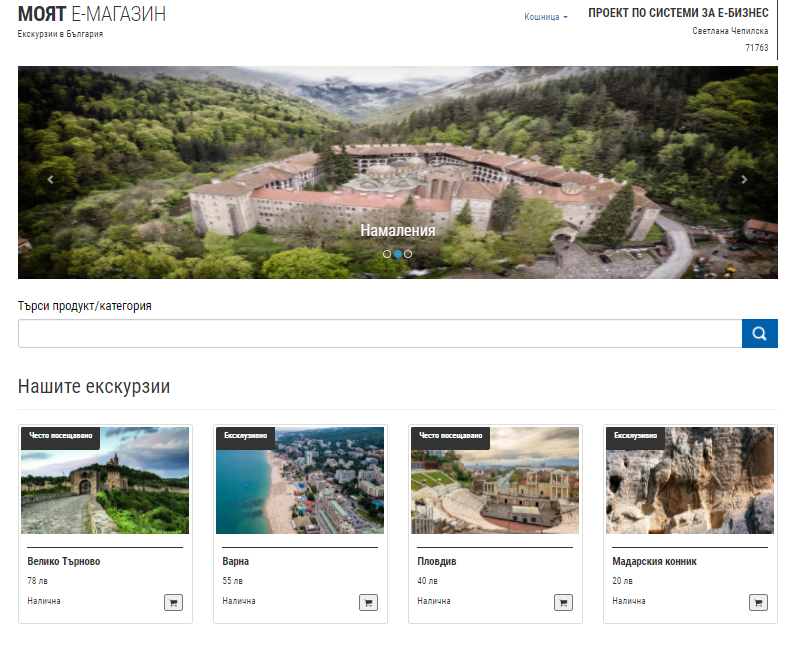 МОЯТ Е-МАГАЗИН
Екскурзии в България
Кошница
ПРОЕКТ ПО СИСТЕМИ ЗА Е-БИЗНЕС
Светлана Чепилска
71763
Намаления
Търси продукт/категория
Нашите екскурзии
Често посещавано
Велико Търново
78 лв
Налична
Ексклузивно
Варна
55 лв
Налична
Често посещавано
Пловдив
40 лв
Налична
Ексклузивно
Мадарския конник
20 лв
Налична